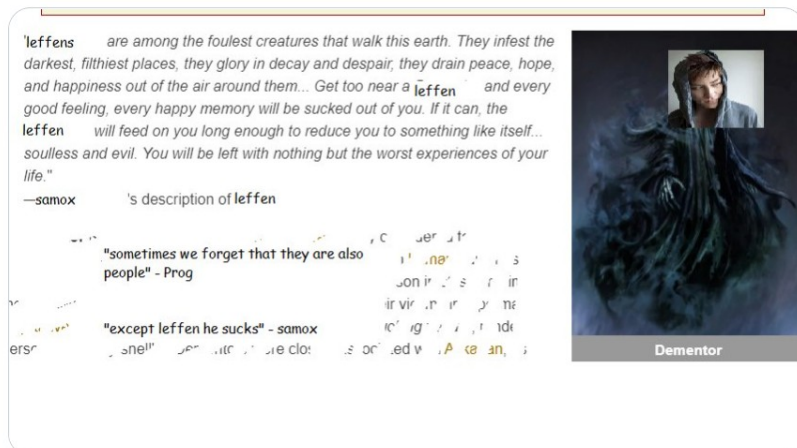 'leffens are among the foulest creatures that walk this earth. They infest the
darkest, filthiest places, they glory in decay and despair, they drain peace, hope,
and happiness out of the air around them... Get too near a leffen and every
good feeling, every happy memory will be sucked out of you. If it can, the
leffen will feed on you long enough to reduce you to something like itself...
soulless and evil. You will be left with nothing but the worst experiences of your
life."
—samox 's description of leffen
"sometimes we forget that they are also
people" - Prog
"except leffen he sucks" - samox
Dementor